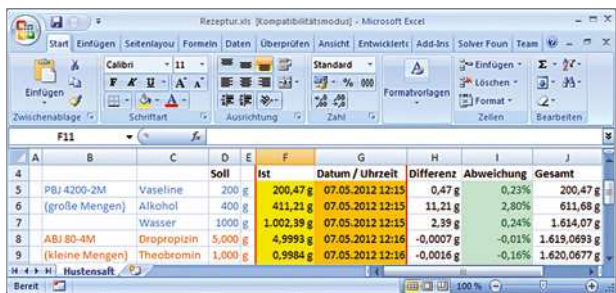 Rezeptur.xls [Kompatibilitätsmodus] - Microsoft Excel
Start Einfügen Seitenlayout Formeln Daten Überprüfen Ansicht Entwicklertc Add-Ins Solver Foun Team
Calibri 11 Standard Einfügen
F K U A A % 000 Löschen
Einfügen Formatvorlagen Format
Zwischenablage Schriftart Ausrichtung Zahl Zellen Bearbeiten
F11 fx
A B C D E F G H I J
4 Soll Ist Datum / Uhrzeit Differenz Abweichung Gesamt
5 PBJ 4200-2M Vaseline 200 g 200,47 g 07.05.2012 12:15 0,47 g 0,23% 200,47 g
6 (große Mengen) Alkohol 400 g 411,21 g 07.05.2012 12:15 11,21 g 2,80% 611,68 g
7 Wasser 1000 g 1.002,39 g 07.05.2012 12:15 2,39 g 0,24% 1.614,07 g
8 ABJ 80-4M Dropropizin 5,000 g 4,9993 g 07.05.2012 12:16 -0,0007 g -0,01% 1.619,0693 g
9 (kleine Mengen) Theobromin 1,000 g 0,9984 g 07.05.2012 12:16 -0,0016 g -0,16% 1.620,0677 g
Hustensaft
Bereit 100 %